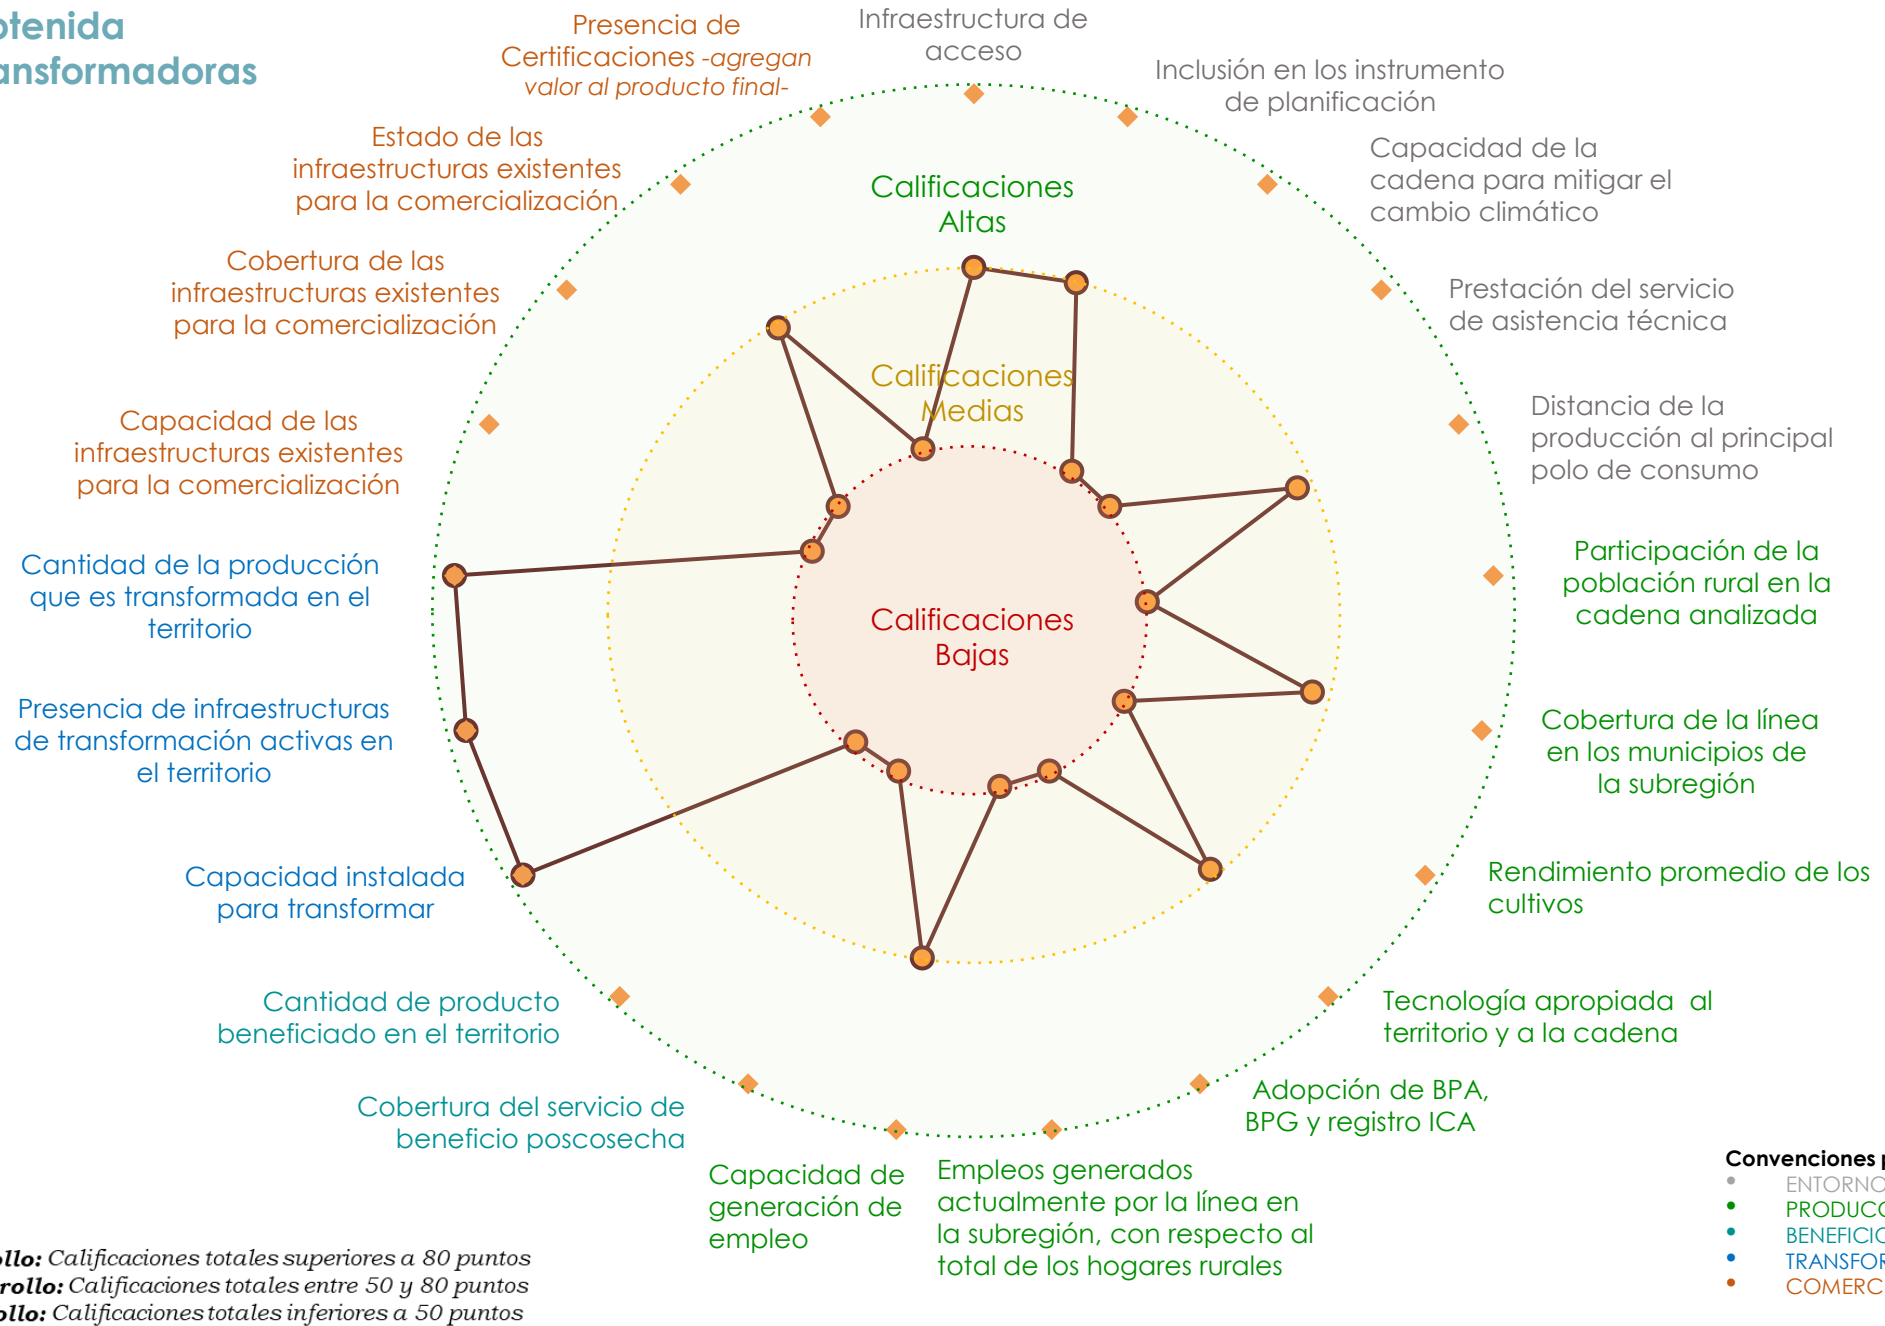 otenida
ansformadoras
Presencia de
Certificaciones -agregan
valor al producto final-
Infraestructura de
acceso
Inclusión en los instrumento
de planificación
Capacidad de la
cadena para mitigar el
cambio climático
Prestación del servicio
de asistencia técnica
Distancia de la
producción al principal
polo de consumo
Participación de la
población rural en la
cadena analizada
Cobertura de la línea
en los municipios de
la subregión
Rendimiento promedio de los
cultivos
Tecnología apropiada al
territorio y a la cadena
Adopción de BPA,
BPG y registro ICA
Empleos generados
actualmente por la línea en
la subregión, con respecto al
total de los hogares rurales
Capacidad de
generación de
empleo
Cobertura del servicio de
beneficio poscosecha
Cantidad de producto
beneficiado en el territorio
Capacidad instalada
para transformar
Presencia de infraestructuras
de transformación activas en
el territorio
Cantidad de la producción
que es transformada en el
territorio
Capacidad de las
infraestructuras existentes
para la comercialización
Cobertura de las
infraestructuras existentes
para la comercialización
Estado de las
infraestructuras existentes
para la comercialización
Calificaciones
Altas
Calificaciones
Medias
Calificaciones
Bajas
ollo: Calificaciones totales superiores a 80 puntos
rollo: Calificaciones totales entre 50 y 80 puntos
ollo: Calificaciones totales inferiores a 50 puntos
Convenciones p
• ENTORNO
• PRODUCC
• BENEFICIO
• TRANSFOR
• COMERC